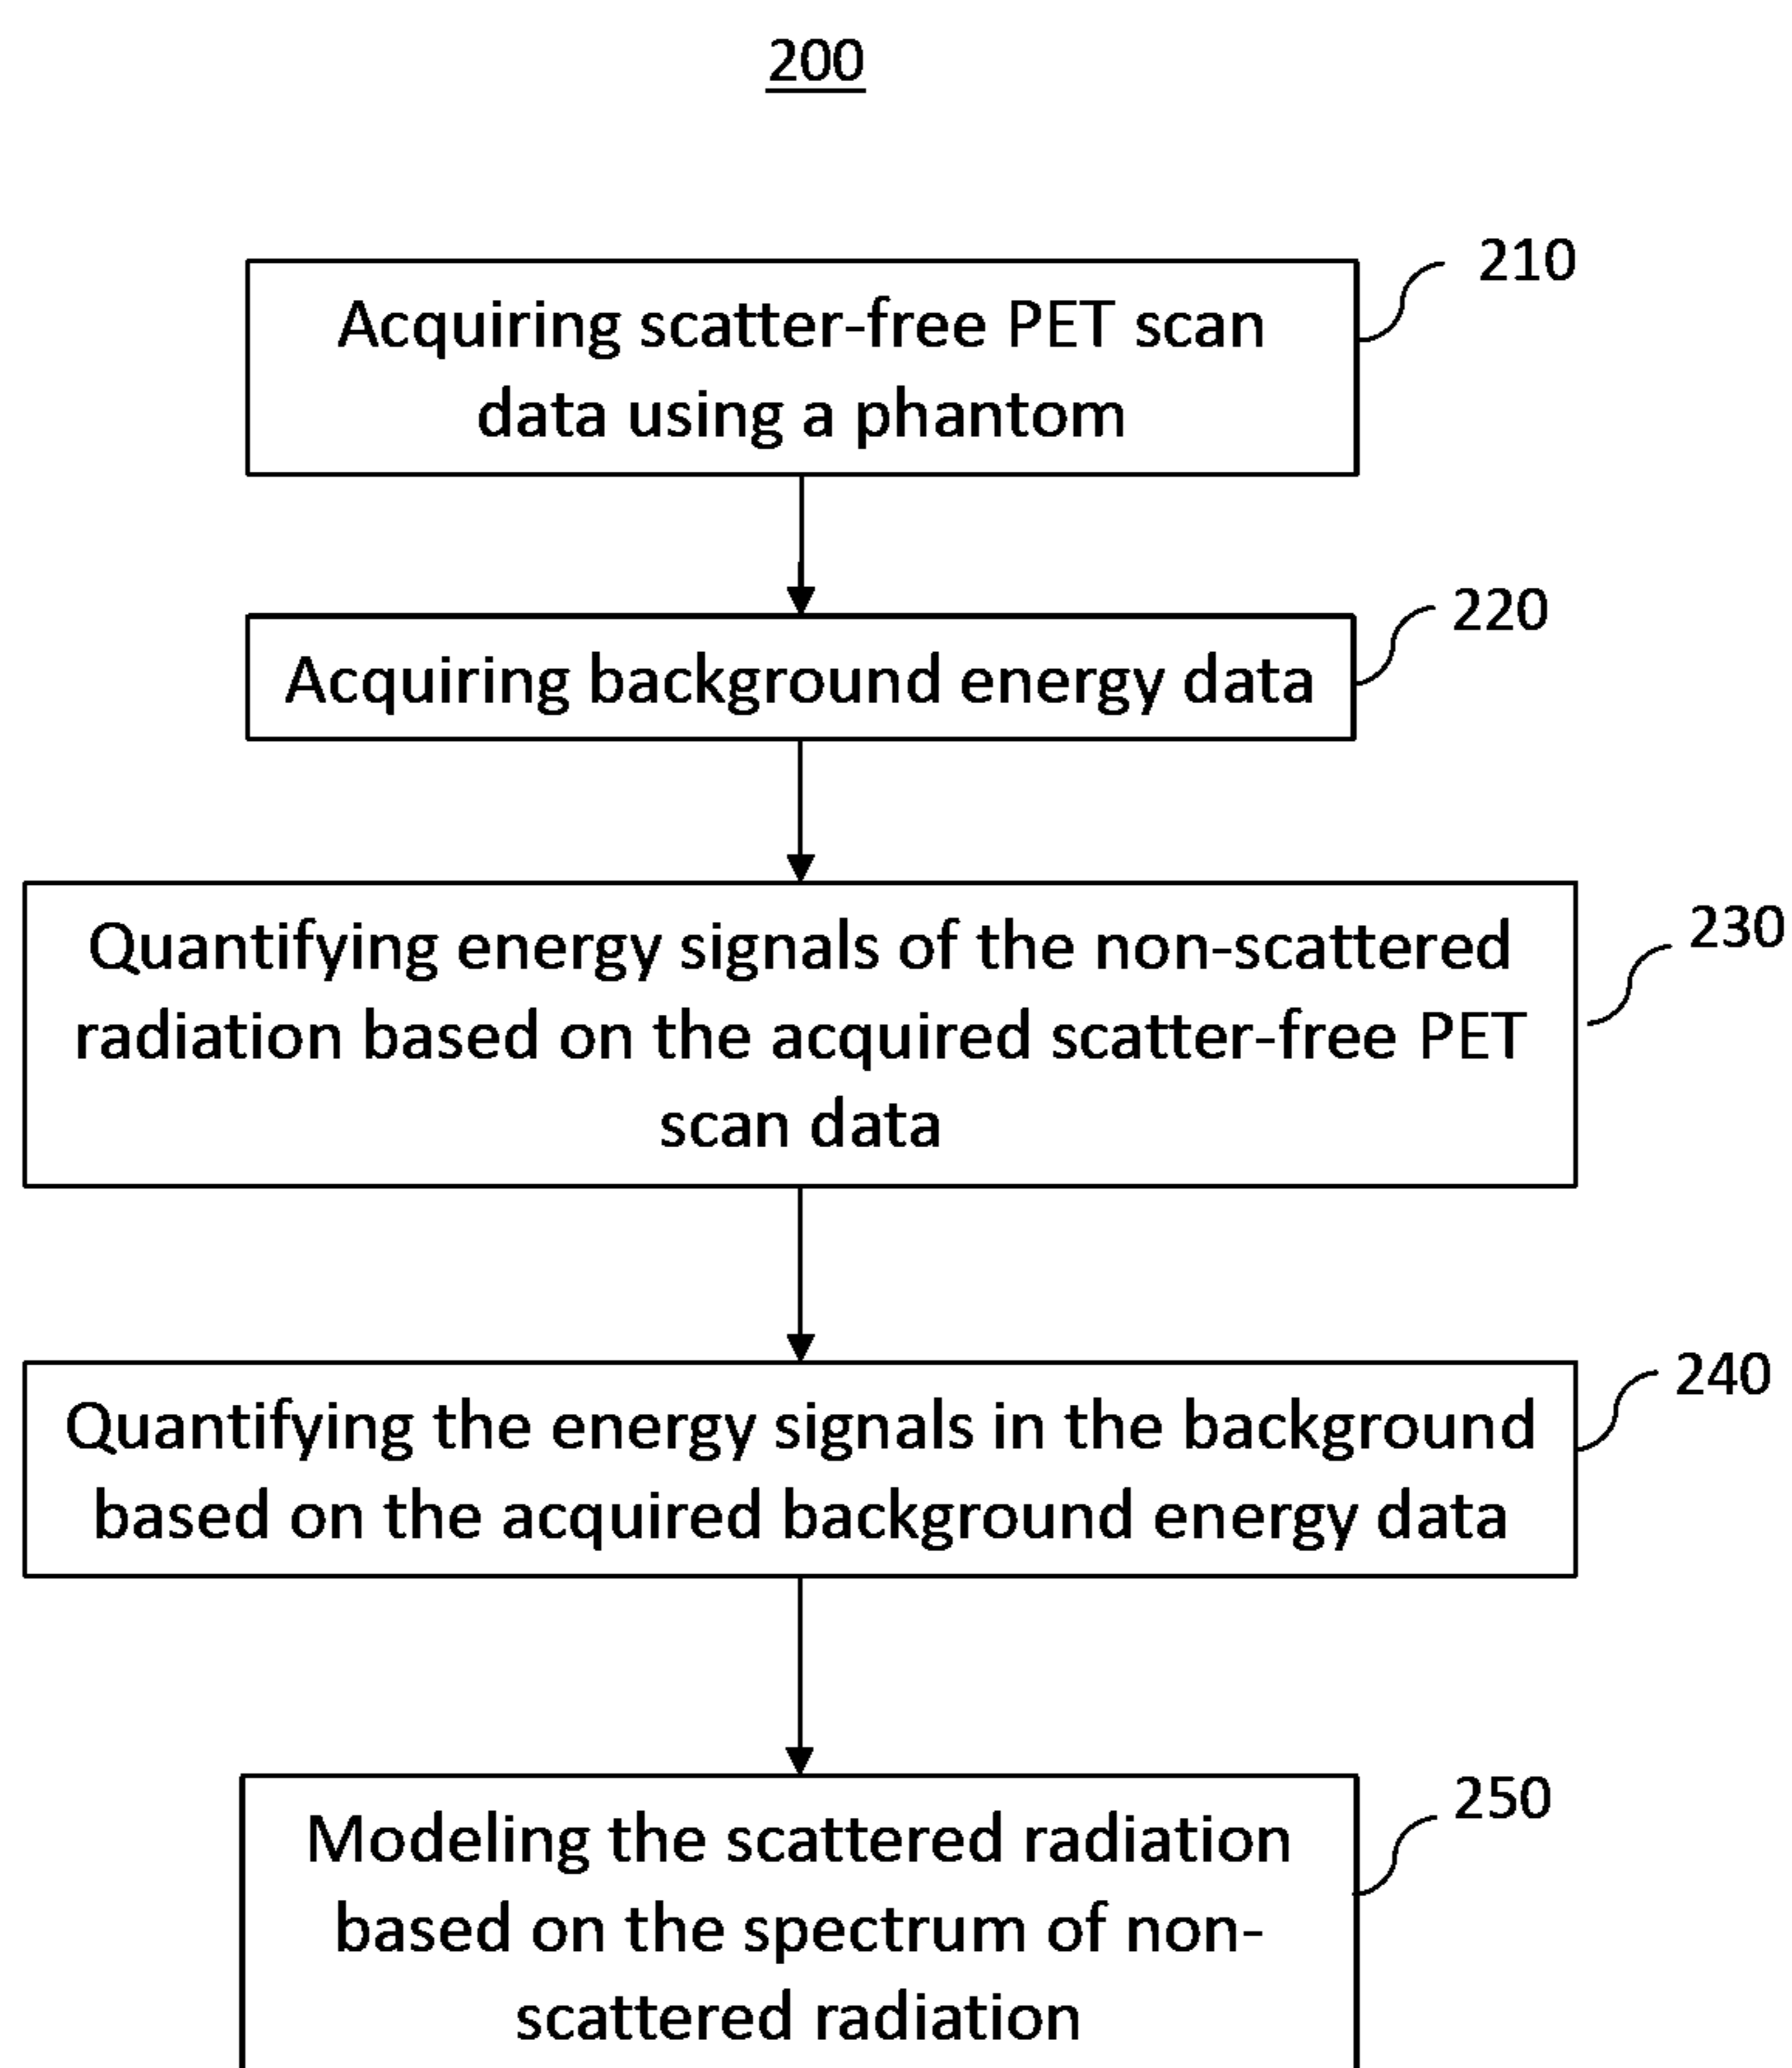 200
210
Acquiring scatter-free PET scan
data using a phantom
220
Acquiring background energy data
230
Quantifying energy signals of the non-scattered
radiation based on the acquired scatter-free PET
scan data
240
Quantifying the energy signals in the background
based on the acquired background energy data
250
Modeling the scattered radiation
based on the spectrum of non-
scattered radiation